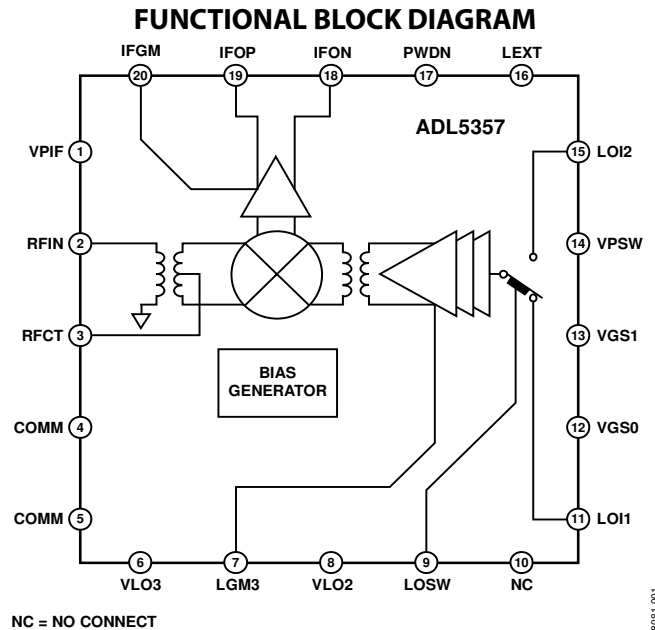 FUNCTIONAL BLOCK DIAGRAM
IFGM IFOP IFON PWDN LEXT
20 19 18 17 16
ADL5357
VPIF 1
15 LOI2
RFIN 2
14 VPSW
RFCT 3
13 VGS1
BIAS
GENERATOR
COMM 4
12 VGS0
COMM 5
11 LOI1
6 7 8 9 10
VLO3 LGM3 VLO2 LOSW NC
NC = NO CONNECT